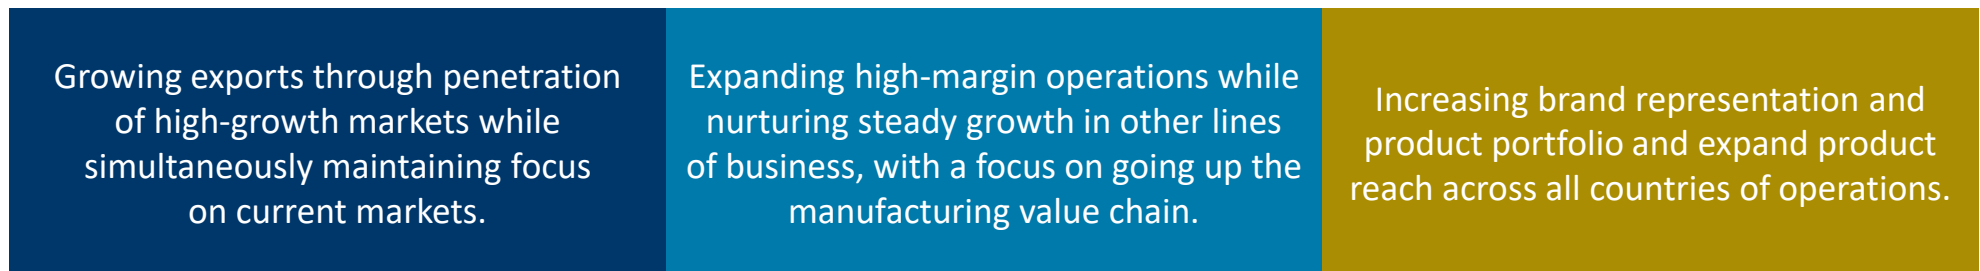 Growing exports through penetration
of high-growth markets while
simultaneously maintaining focus
on current markets.
Expanding high-margin operations while
nurturing steady growth in other lines
of business, with a focus on going up the
manufacturing value chain.
Increasing brand representation and
product portfolio and expand product
reach across all countries of operations.